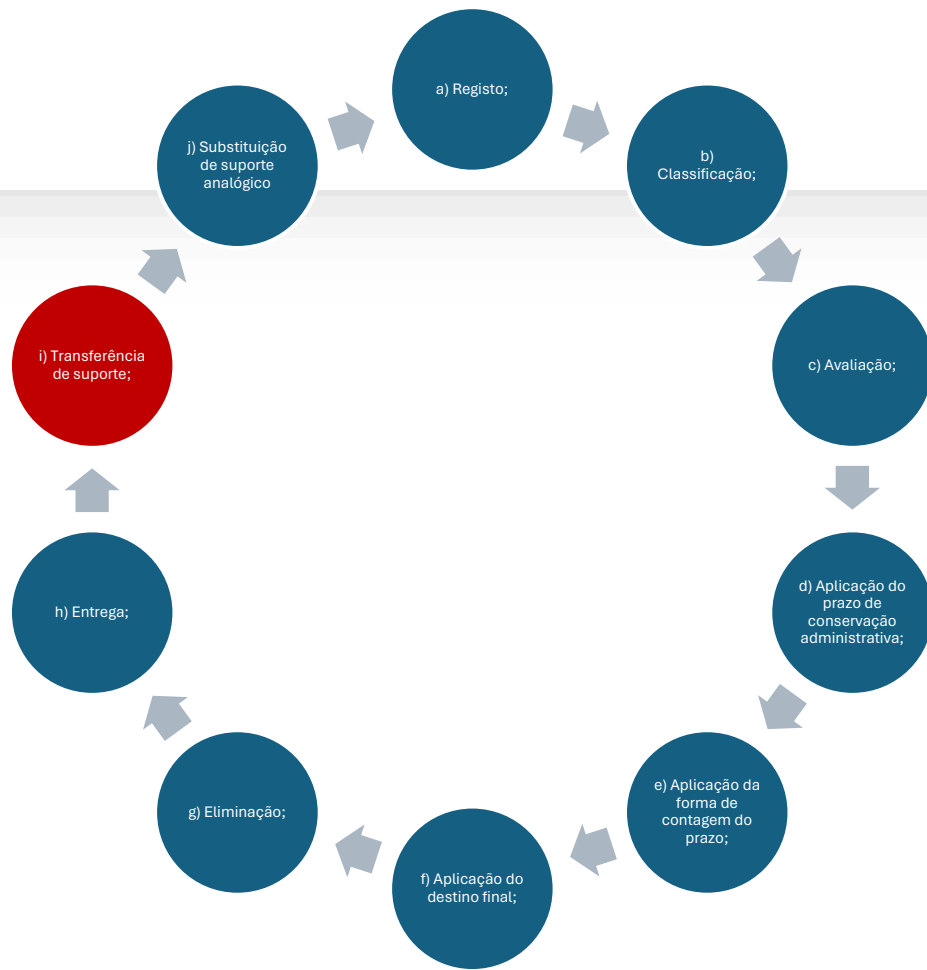 a) Registo;
b)
Classificação;
c) Avaliação;
d) Aplicação do
prazo de
conservação
administrativa;
e) Aplicação da
forma de
contagem do
prazo;
f) Aplicação do
destino final;
g) Eliminação;
h) Entrega;
i) Transferência
de suporte;
j) Substituição
de suporte
analógico